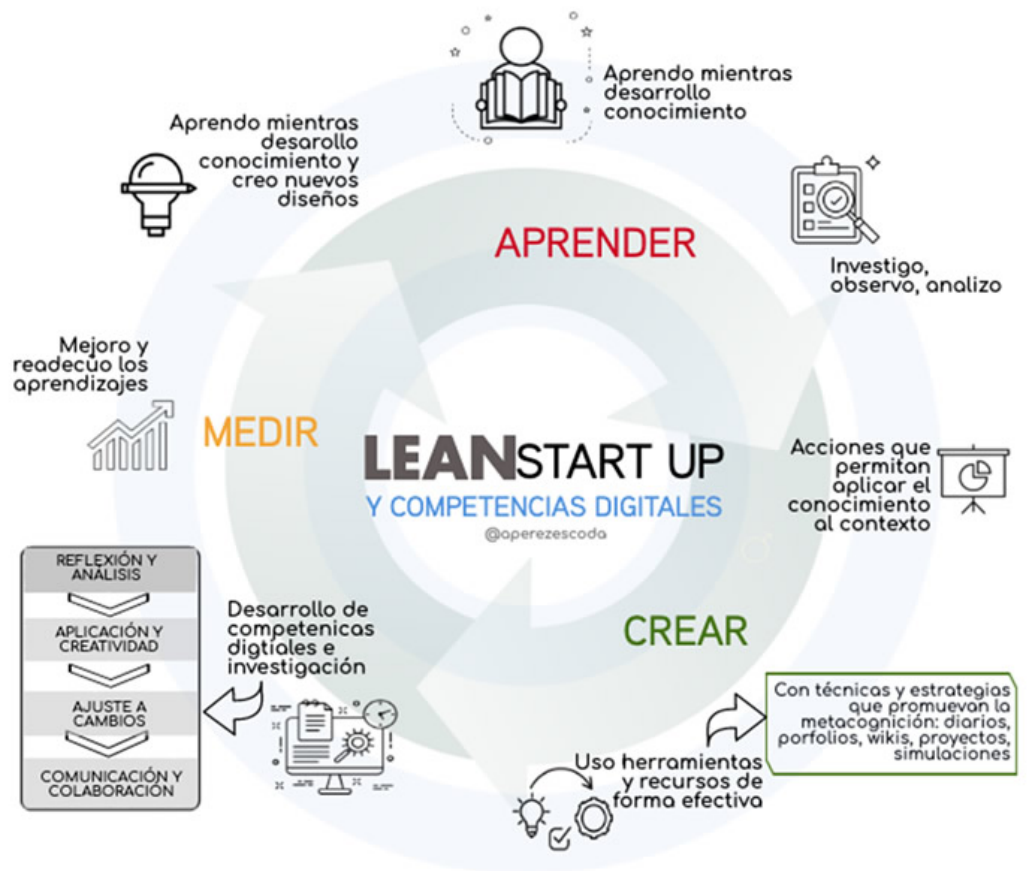 Aprendo mientras
desarrollo
conocimiento
Aprendo mientras
desarollo
conocimiento y
creo nuevos
diseños
APRENDER
Investigo,
observo, analizo
Mejoro y
readecúo los
aprendizajes
MEDIR
LEANSTART UP
Y COMPETENCIAS DIGITALES
@aperezescoda
Acciones que
permitan
aplicar el
conocimiento
al contexto
REFLEXIÓN Y
ANÁLISIS
APLICACIÓN Y
CREATIVIDAD
AJUSTE A
CAMBIOS
COMUNICACIÓN Y
COLABORACIÓN
Desarrollo de
competenicas
digtiales e
investigación
CREAR
Con técnicas y estrategias
que promuevan la
metacognición: diarios,
porfolios, wikis, proyectos,
simulaciones
Uso herramientas
y recursos de
forma efectiva